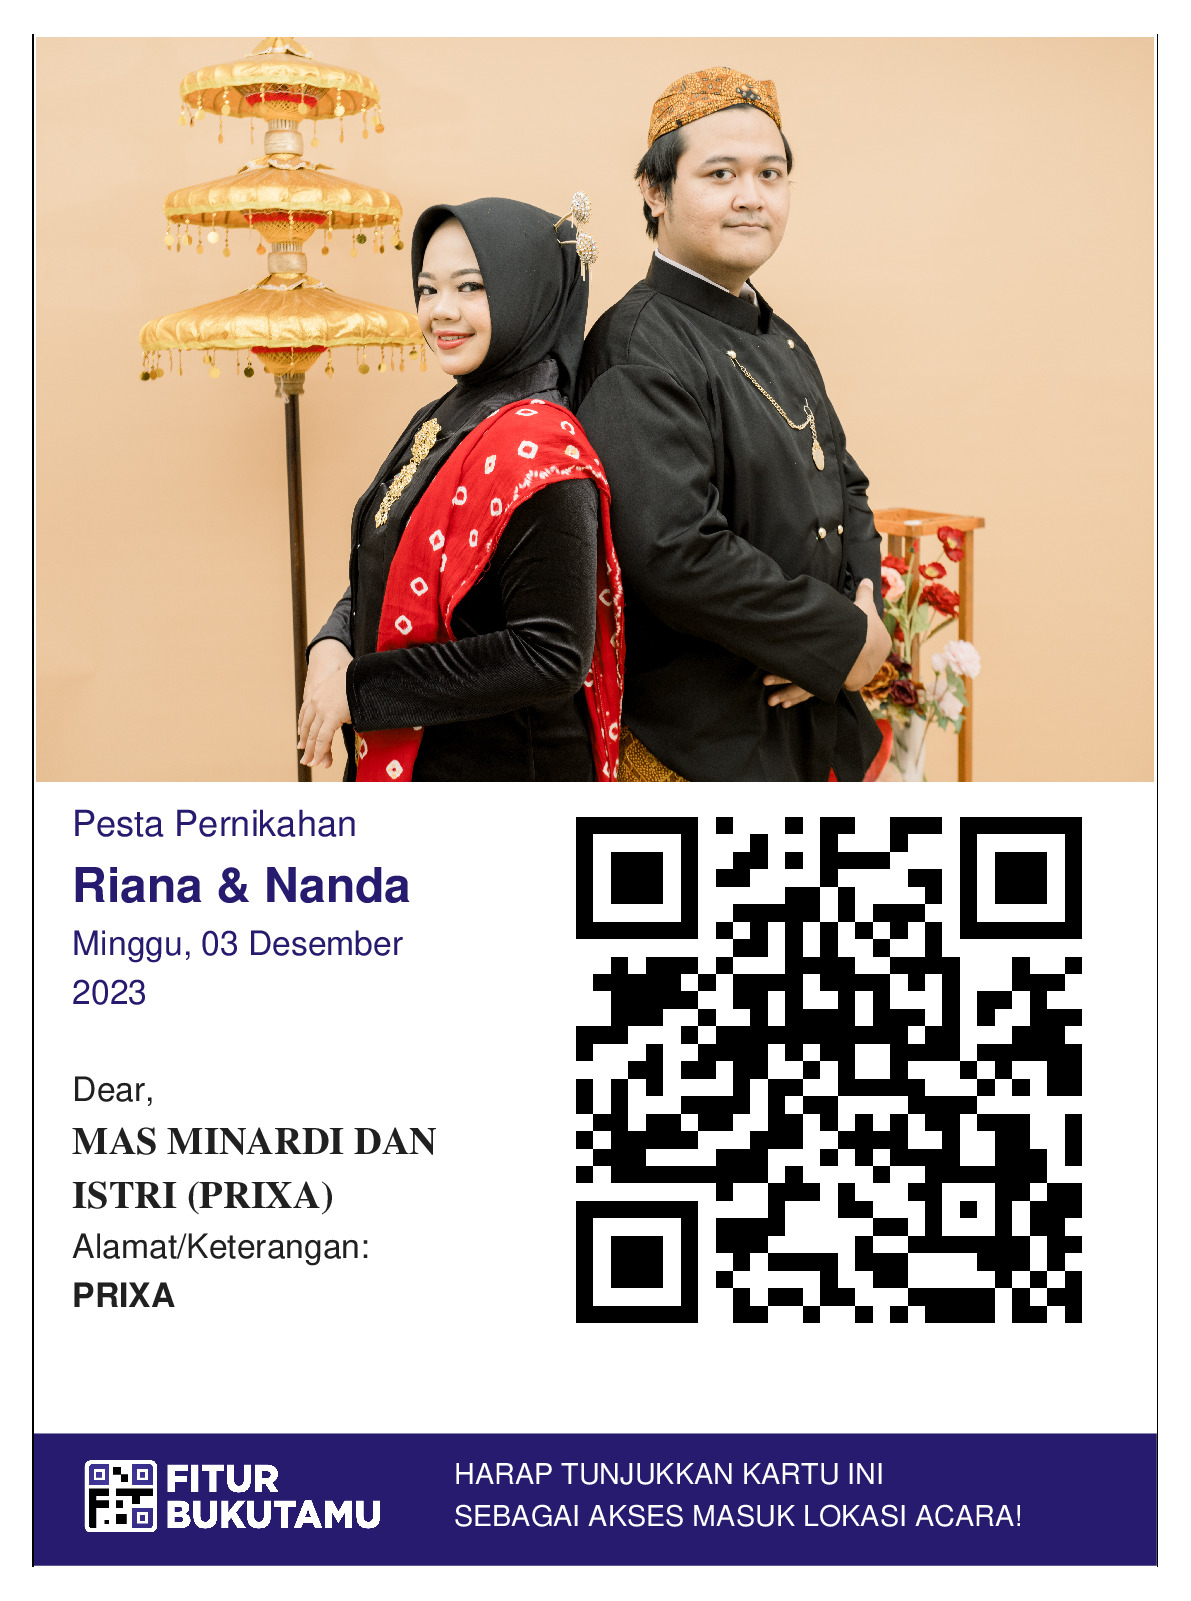 Pesta Pernikahan
Riana & Nanda
Minggu, 03 Desember
2023
Dear,
MAS MINARDI DAN
ISTRI (PRIXA)
Alamat/Keterangan:
PRIXA
FiT
FITUR
BUKUTAMU
HARAP TUNJUKKAN KARTU INI
SEBAGAI AKSES MASUK LOKASI ACARA!